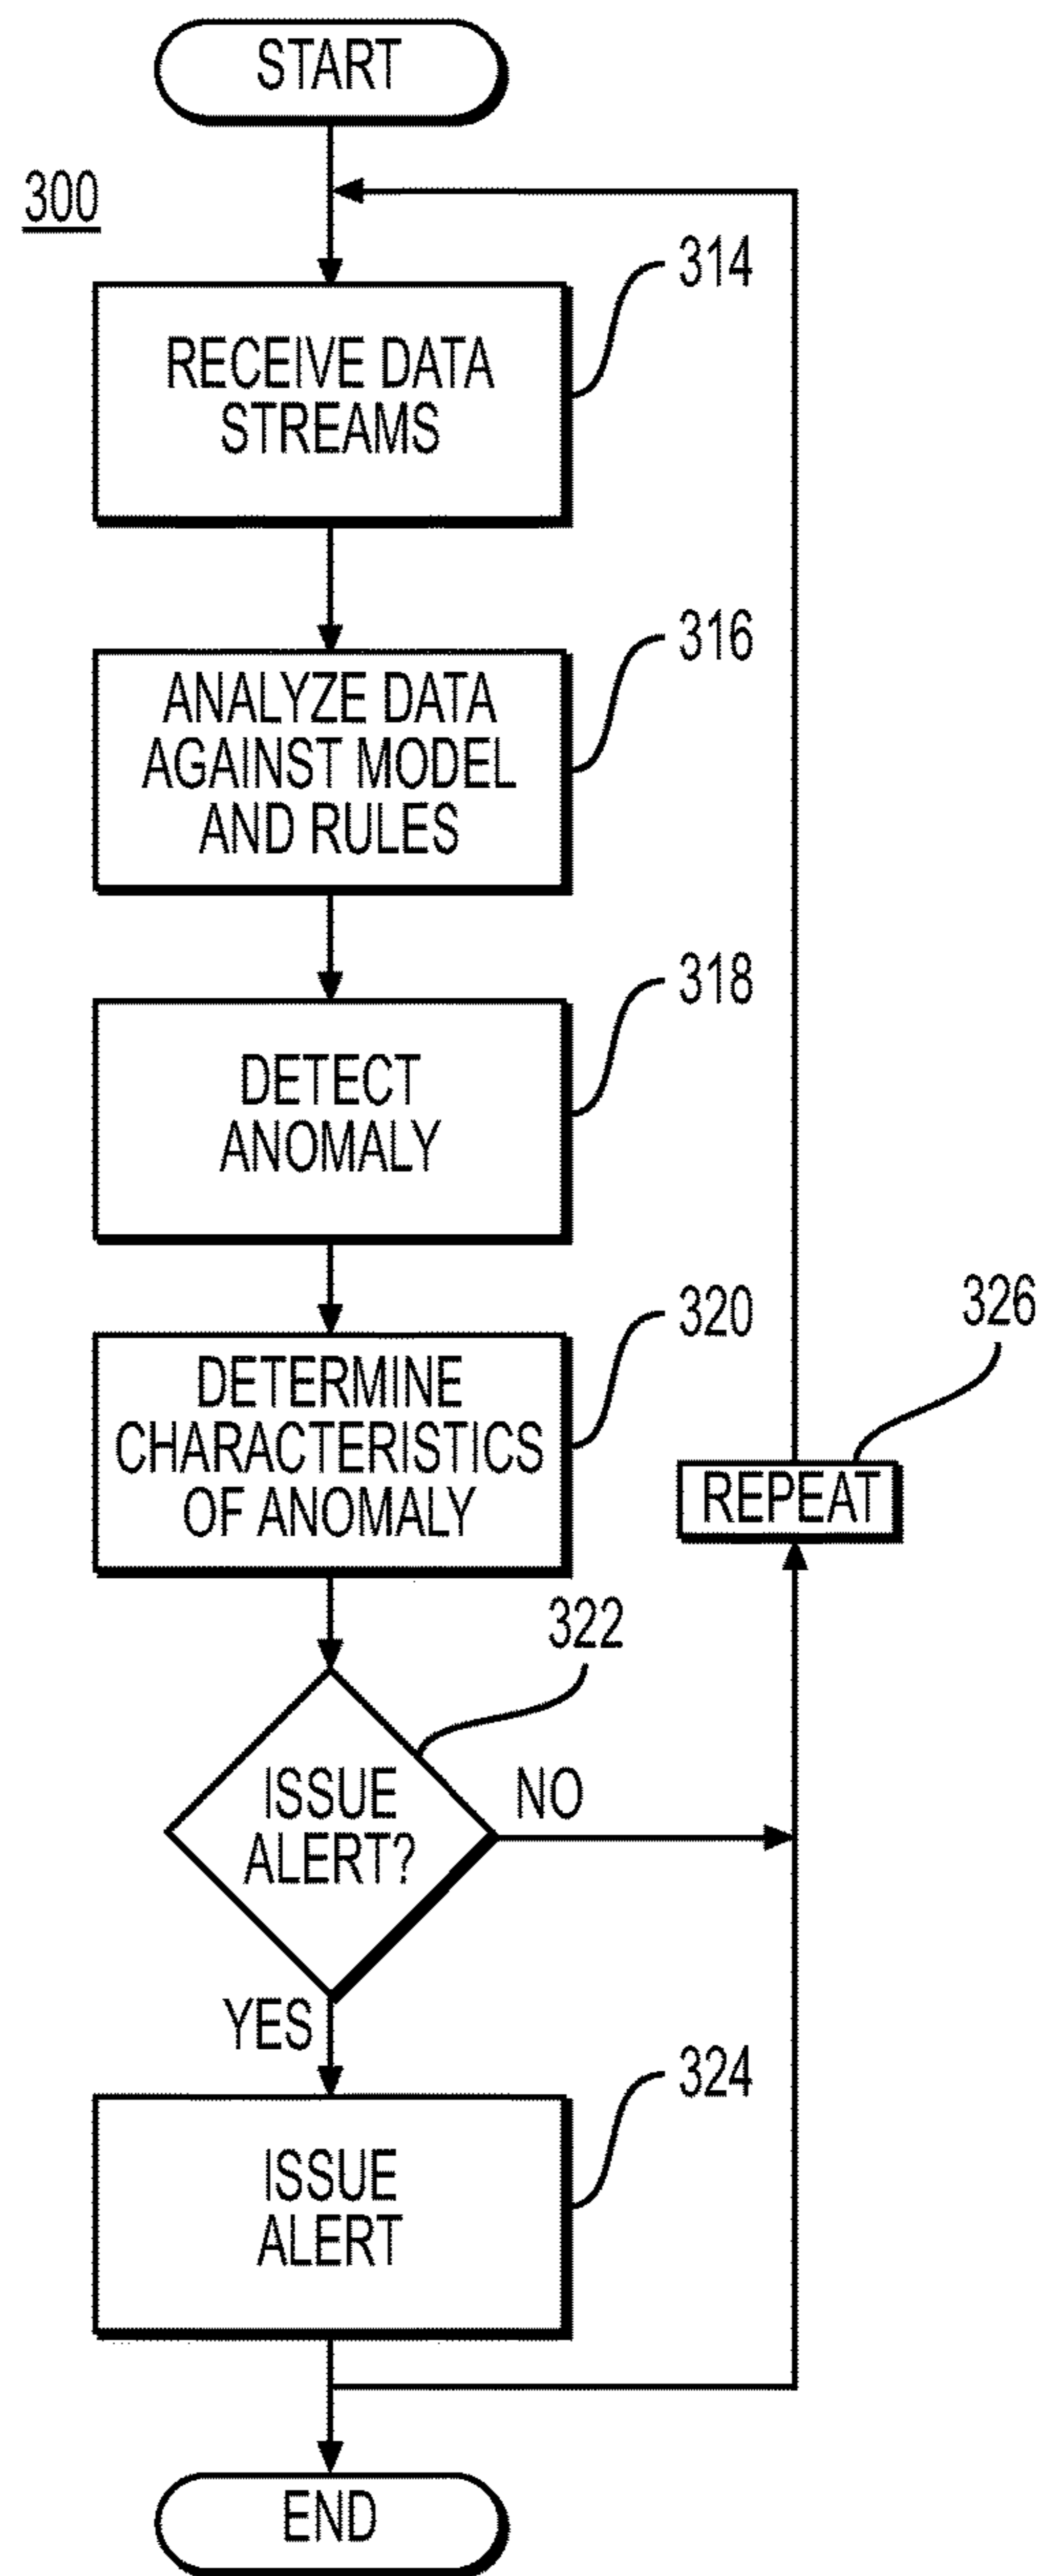 START
300
314
RECEIVE DATA
STREAMS
316
ANALYZE DATA
AGAINST MODEL
AND RULES
318
DETECT
ANOMALY
320
326
DETERMINE
CHARACTERISTICS
OF ANOMALY
REPEAT
322
ISSUE
ALERT?
NO
YES
324
ISSUE
ALERT
END